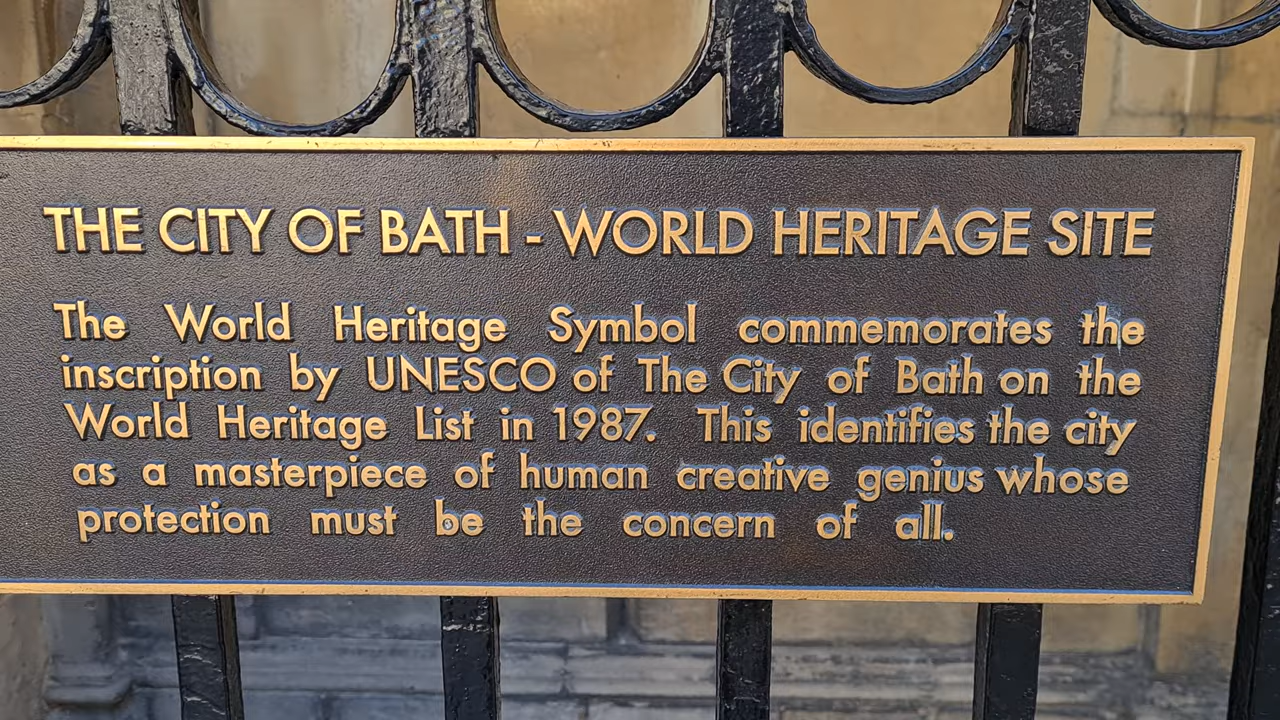 THE CITY OF BATH - WORLD HERITAGE SITE
The World Heritage Symbol commemorates the
inscription by UNESCO of The City of Bath on the
World Heritage List in 1987. This identifies the city
as a masterpiece of human creative genius whose
protection must be the concern of all.